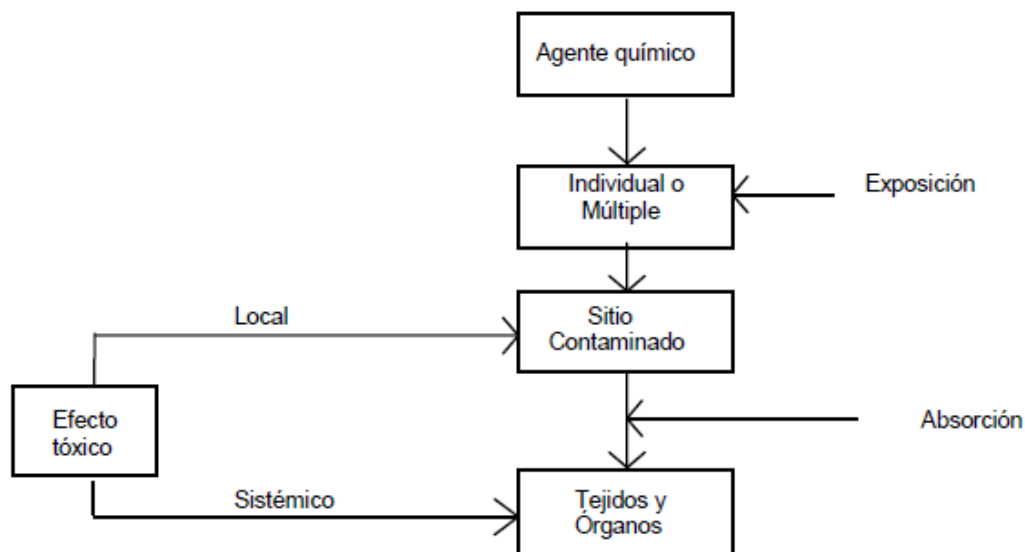 Agente químico
Individual o
Múltiple
Exposición
Local
Sitio
Contaminado
Efecto
tóxico
Absorción
Sistémico
Tejidos y
Órganos